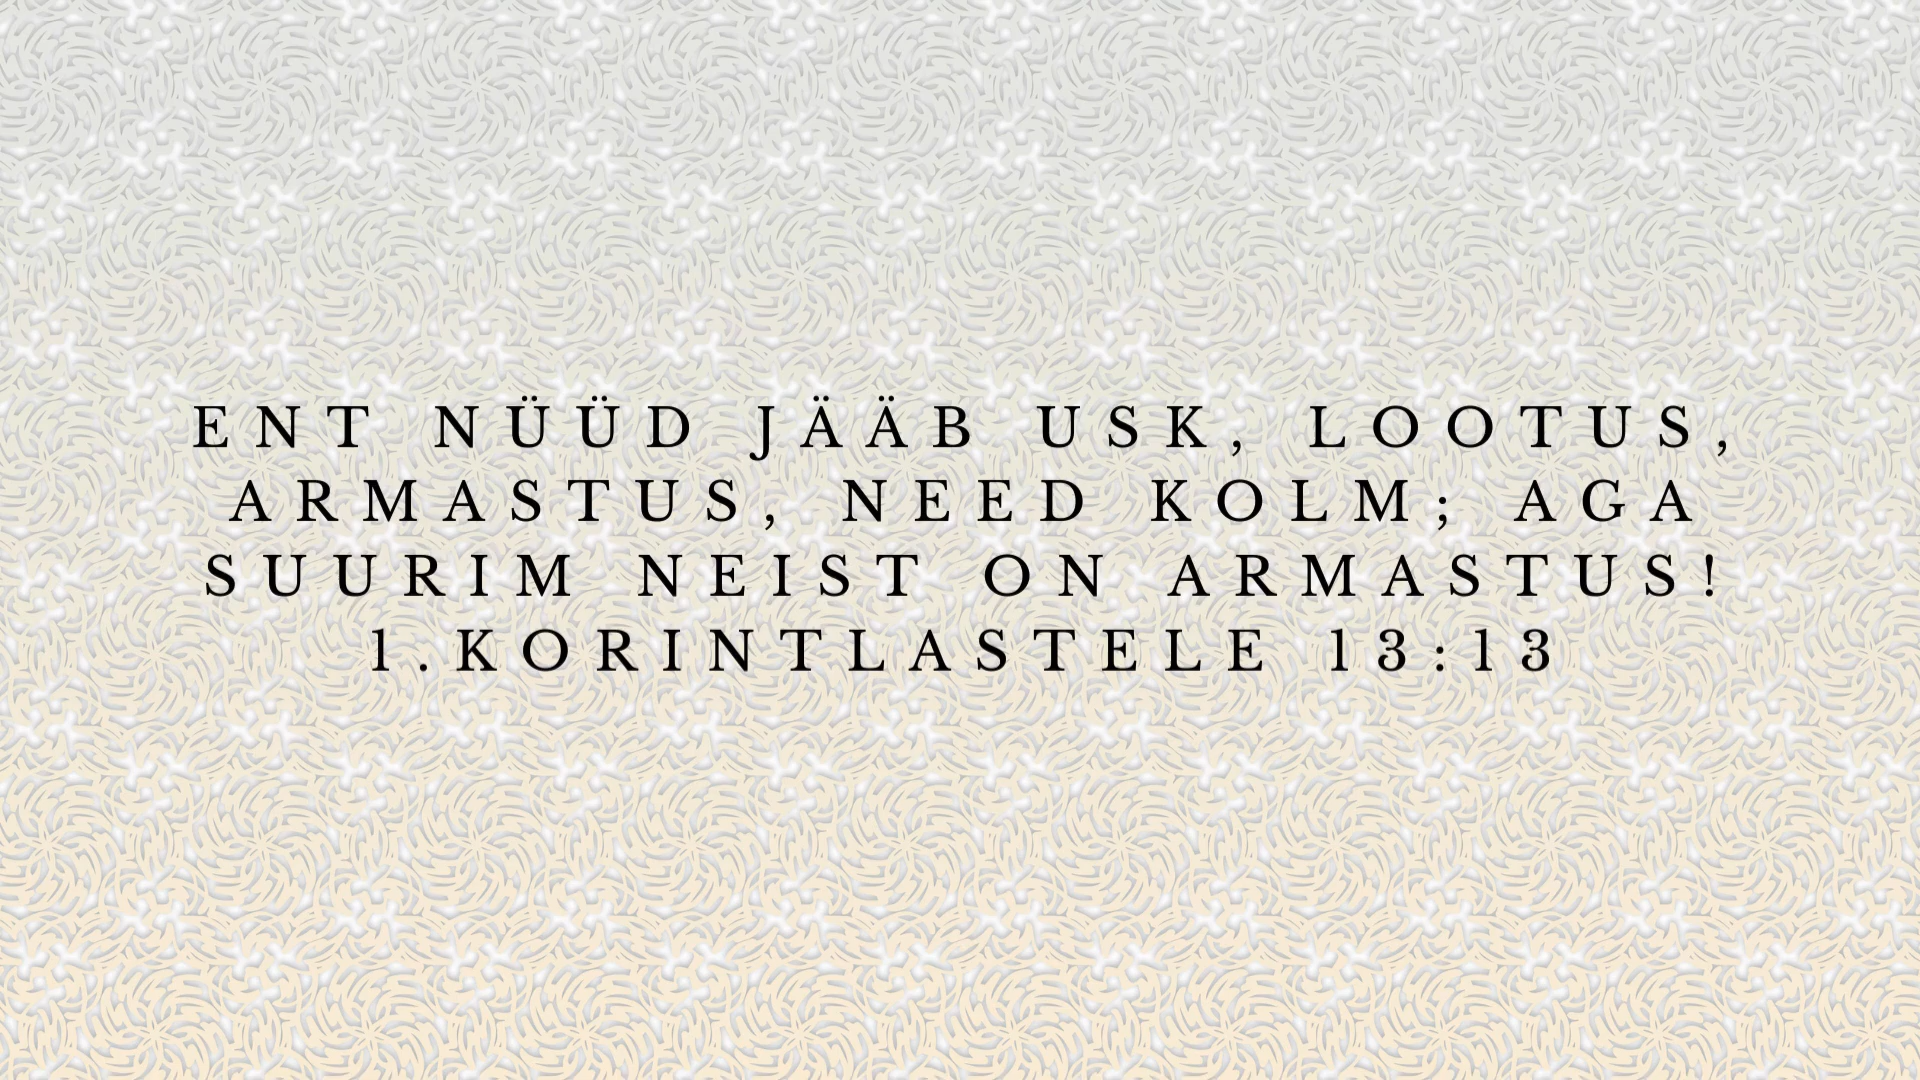 ENT NÜÜD JÄÄB USK, LOOTUS,
ARMASTUS, NEED KOLM; AGA
SUURIM NEIST ON ARMASTUS!
1.KORINTLASTELE 13:13